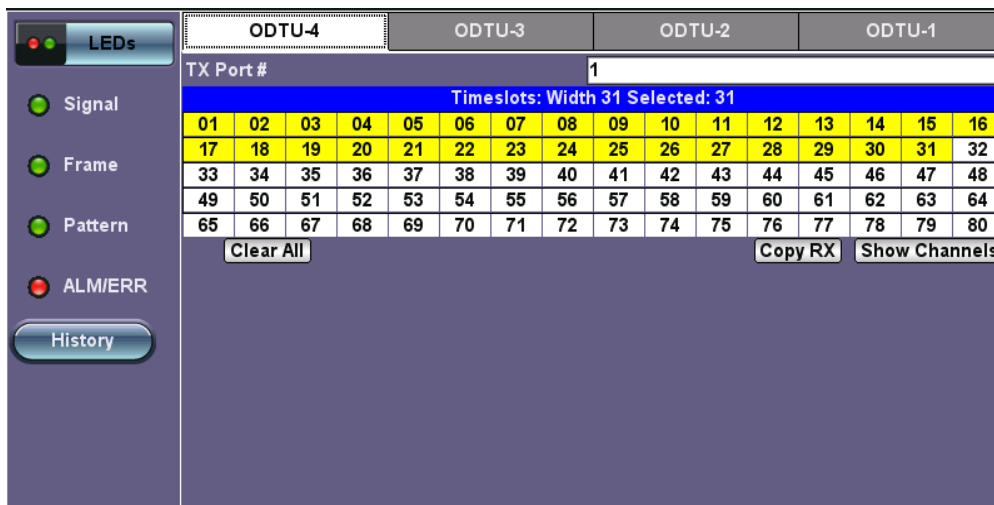 LEDs
ODTU-4 ODTU-3 ODTU-2 ODTU-1
TX Port # 1
Signal
Timeslots: Width 31 Selected: 31
01 02 03 04 05 06 07 08 09 10 11 12 13 14 15 16
17 18 19 20 21 22 23 24 25 26 27 28 29 30 31 32
Frame
33 34 35 36 37 38 39 40 41 42 43 44 45 46 47 48
49 50 51 52 53 54 55 56 57 58 59 60 61 62 63 64
Pattern
65 66 67 68 69 70 71 72 73 74 75 76 77 78 79 80
Clear All Copy RX Show Channels
ALM/ERR
History